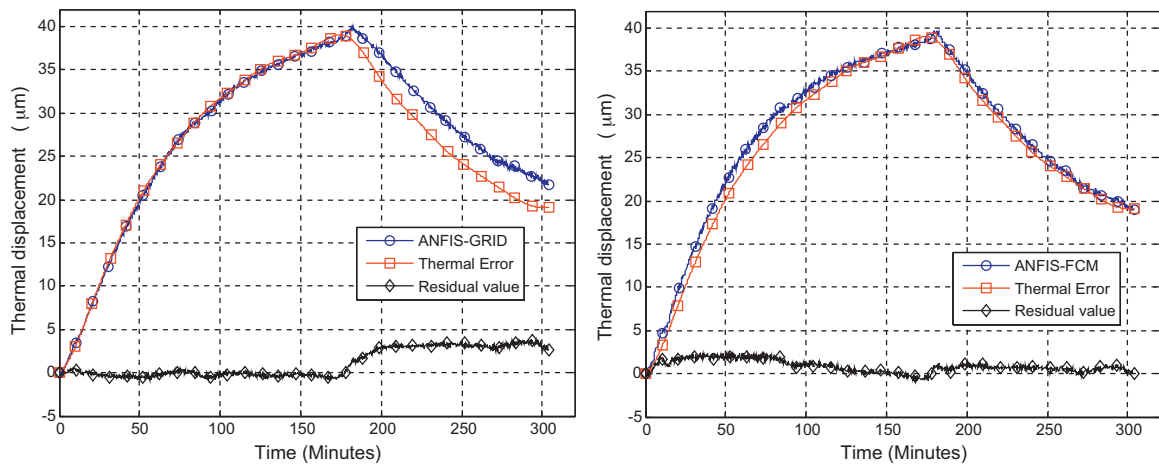 40
35
30
25
20
15
10
5
0
-5
Thermal displacement ( μm)
ANFIS-GRID
Thermal Error
Residual value
0 50 100 150 200 250 300
Time (Minutes)
40
35
30
25
20
15
10
5
0
-5
Thermal displacement ( μm)
ANFIS-FCM
Thermal Error
Residual value
0 50 100 150 200 250 300
Time (Minutes)